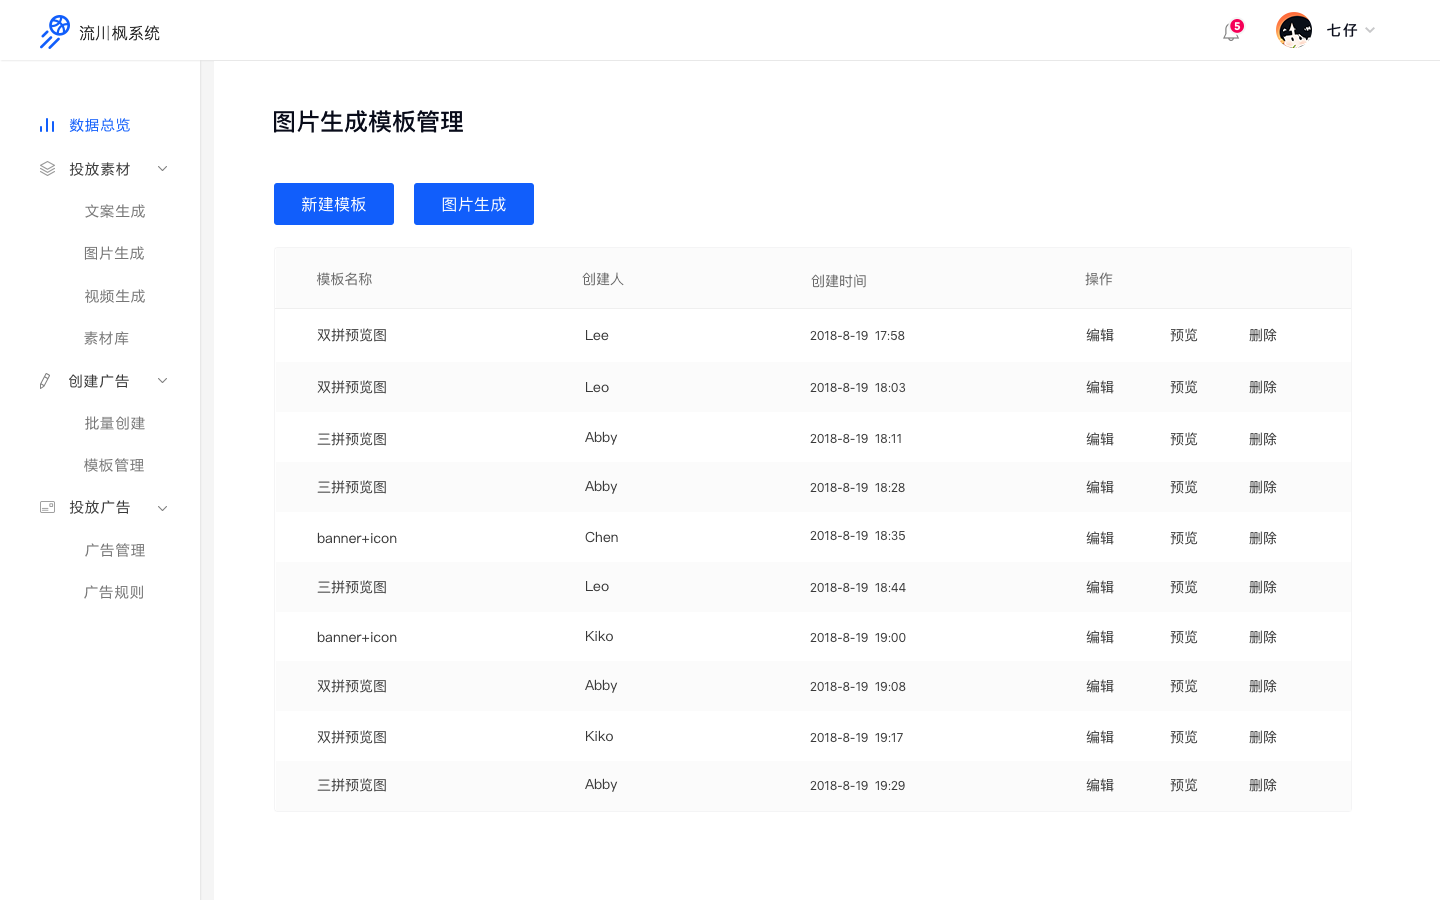 流川枫系统
5
七仔
数据总览
投放素材
文案生成
图片生成
视频生成
素材库
创建广告
批量创建
模板管理
投放广告
广告管理
广告规则
图片生成模板管理
新建模板 图片生成
模板名称 创建人 创建时间 操作
双拼预览图 Lee 2018-8-19 17:58 编辑 预览 删除
双拼预览图 Leo 2018-8-19 18:03 编辑 预览 删除
三拼预览图 Abby 2018-8-19 18:11 编辑 预览 删除
三拼预览图 Abby 2018-8-19 18:28 编辑 预览 删除
banner+icon Chen 2018-8-19 18:35 编辑 预览 删除
三拼预览图 Leo 2018-8-19 18:44 编辑 预览 删除
banner+icon Kiko 2018-8-19 19:00 编辑 预览 删除
双拼预览图 Abby 2018-8-19 19:08 编辑 预览 删除
双拼预览图 Kiko 2018-8-19 19:17 编辑 预览 删除
三拼预览图 Abby 2018-8-19 19:29 编辑 预览 删除